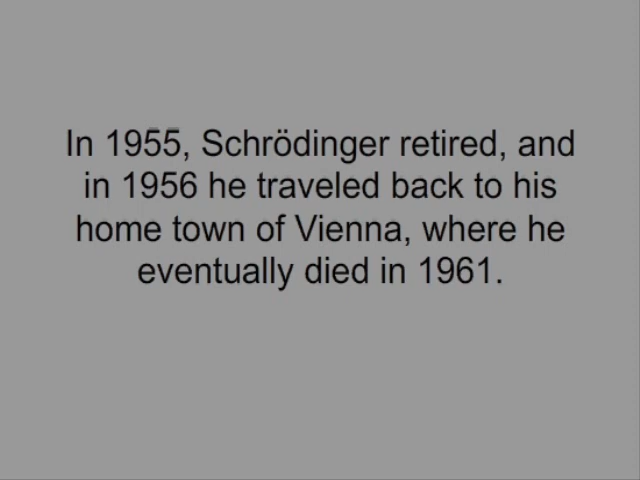 In 1955, Schrödinger retired, and
in 1956 he traveled back to his
home town of Vienna, where he
eventually died in 1961.